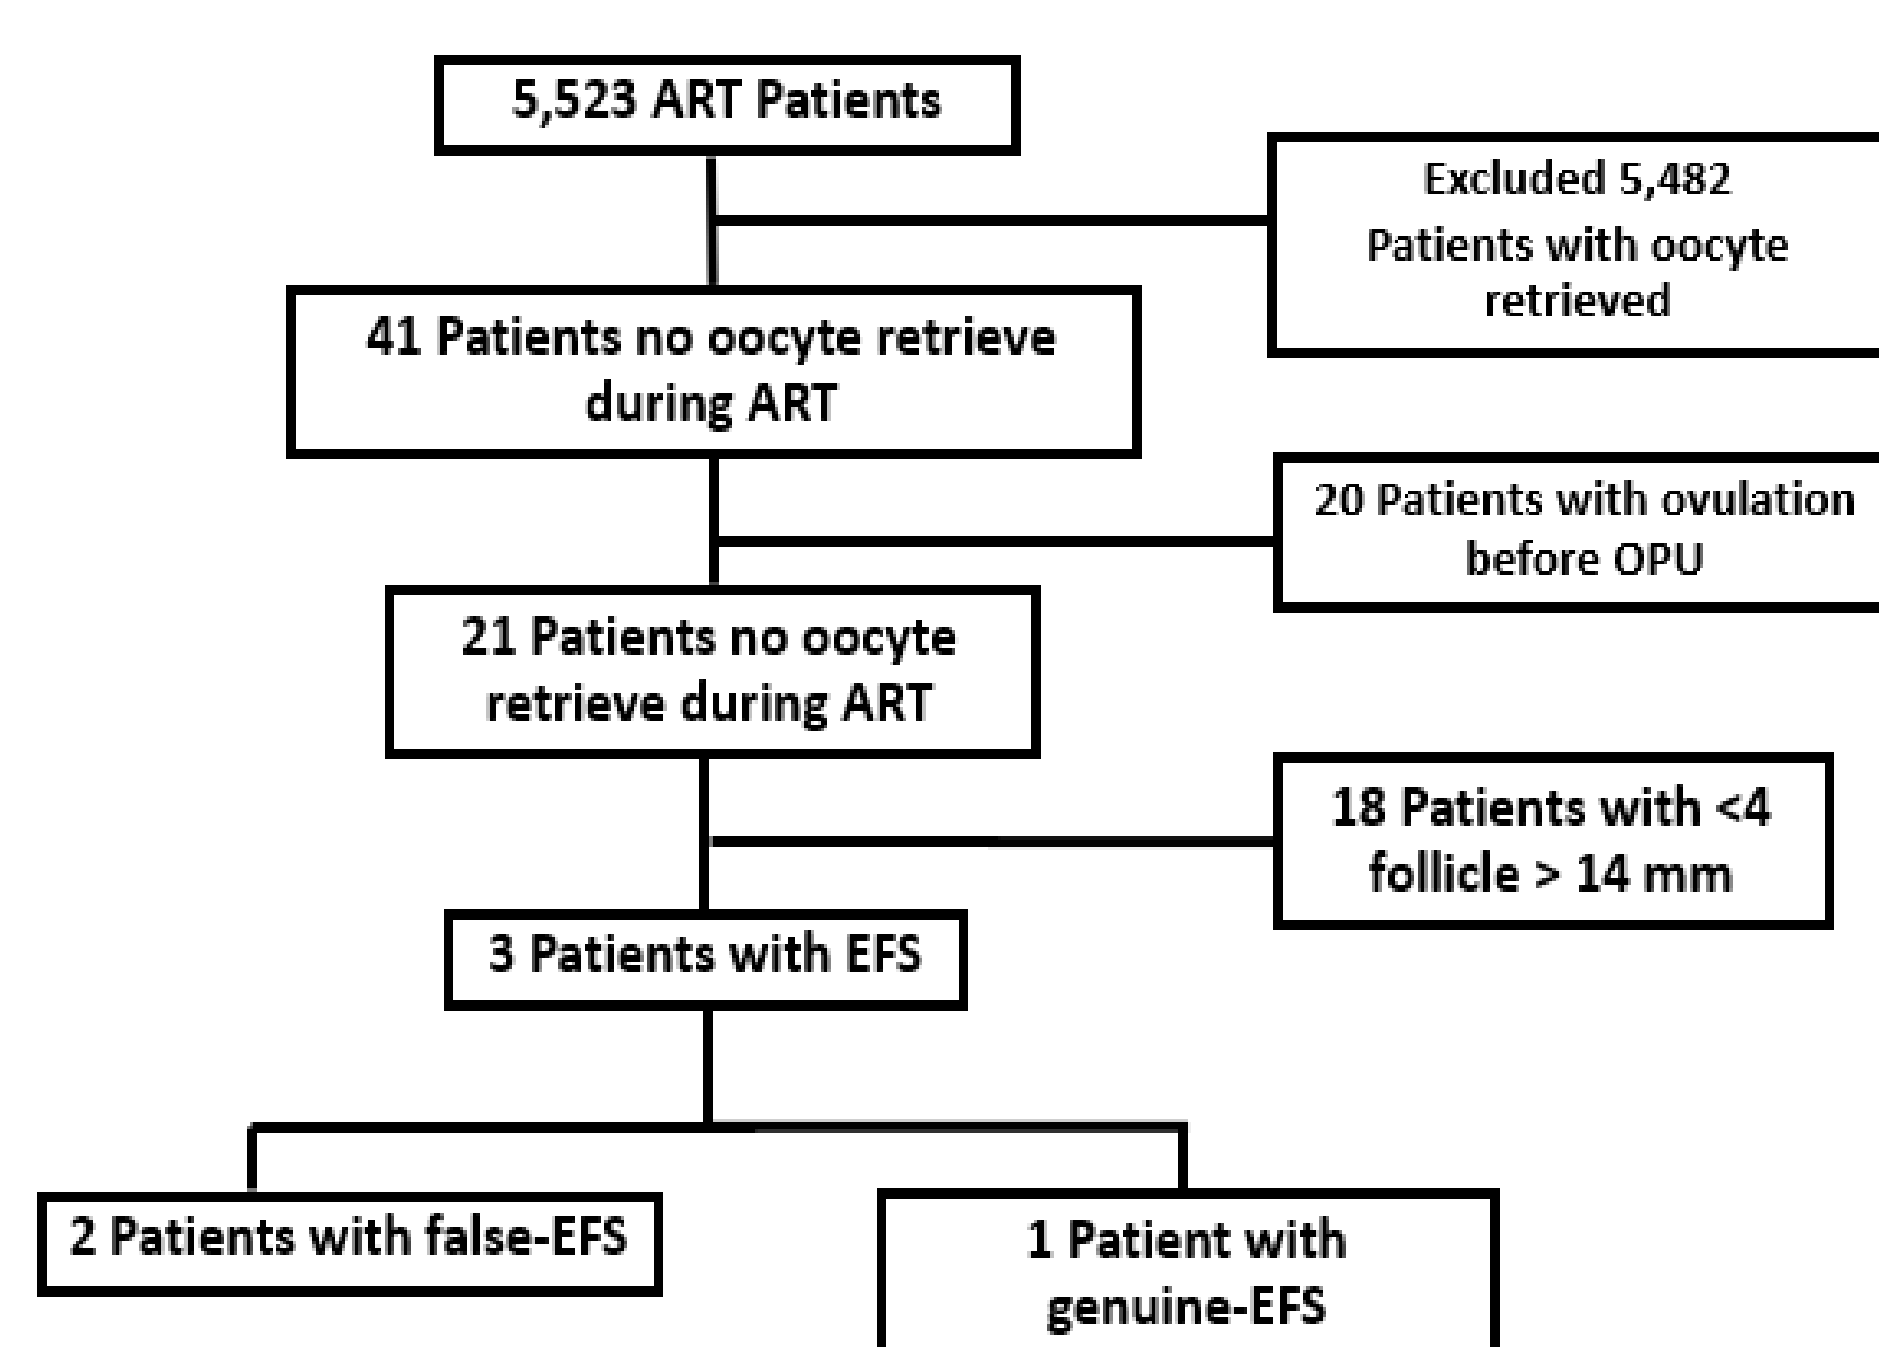 5,523 ART Patients
Excluded 5,482
Patients with oocyte
retrieved
41 Patients no oocyte retrieve
during ART
20 Patients with ovulation
before OPU
21 Patients no oocyte
retrieve during ART
18 Patients with <4
follicle > 14 mm
3 Patients with EFS
2 Patients with false-EFS
1 Patient with
genuine-EFS